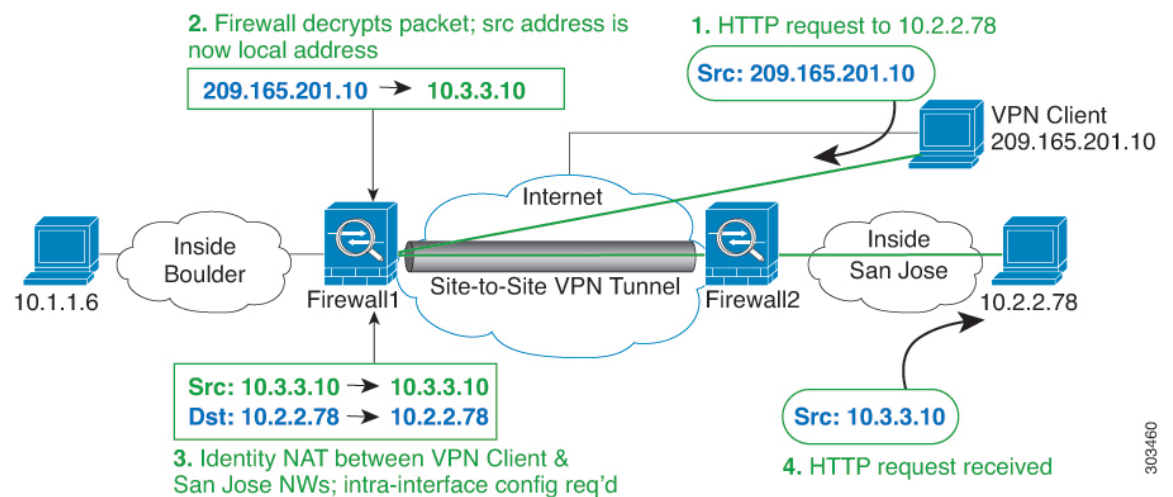 2. Firewall decrypts packet; src address is
now local address
209.165.201.10 → 10.3.3.10
1. HTTP request to 10.2.2.78
Src: 209.165.201.10
VPN Client
209.165.201.10
Internet
Inside
Boulder
10.1.1.6
Firewall1
Site-to-Site VPN Tunnel
Firewall2
Inside
San Jose
10.2.2.78
Src: 10.3.3.10 → 10.3.3.10
Dst: 10.2.2.78 → 10.2.2.78
3. Identity NAT between VPN Client &
San Jose NWs; intra-interface config req'd
Src: 10.3.3.10
4. HTTP request received
303460